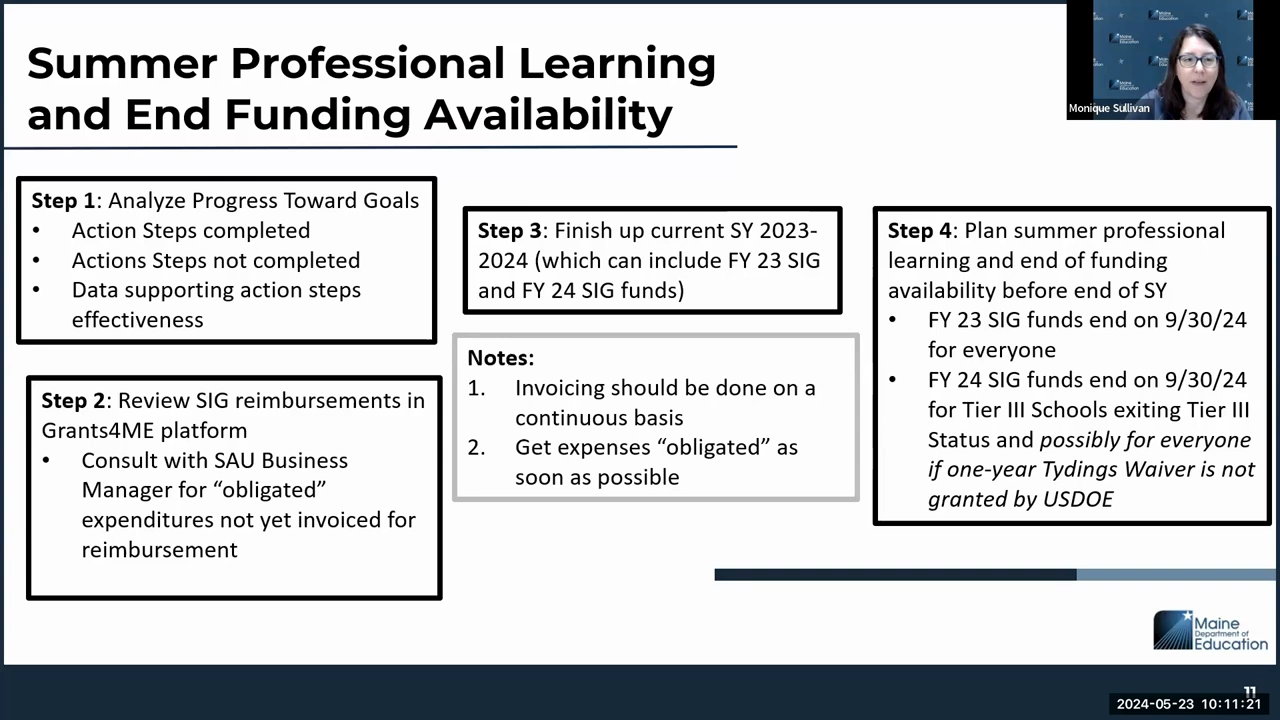 Summer Professional Learning
and End Funding Availability
Monique Sullivan
Maine
Department of
Education
Step 1: Analyze Progress Toward Goals
• Action Steps completed
• Actions Steps not completed
• Data supporting action steps
effectiveness
Step 2: Review SIG reimbursements in
Grants4ME platform
• Consult with SAU Business
Manager for “obligated”
expenditures not yet invoiced for
reimbursement
Step 3: Finish up current SY 2023-
2024 (which can include FY 23 SIG
and FY 24 SIG funds)
Notes:
1. Invoicing should be done on a
continuous basis
2. Get expenses “obligated” as
soon as possible
Step 4: Plan summer professional
learning and end of funding
availability before end of SY
• FY 23 SIG funds end on 9/30/24
for everyone
• FY 24 SIG funds end on 9/30/24
for Tier III Schools exiting Tier III
Status and possibly for everyone
if one-year Tydings Waiver is not
granted by USDOE
Maine
Department of
Education
11
2024-05-23 10:11:21